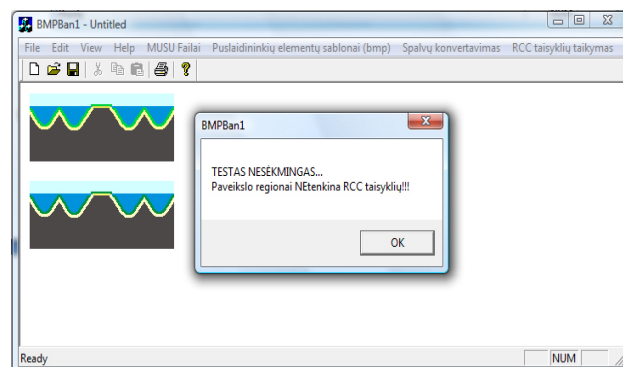 BMPBan1 - Untitled
File Edit View Help MUSU Failai Puslaidininkių elementų sablonai (bmp) Spalvų konvertavimas RCC taisyklių taikymas
BMPBan1
TESTAS NESĖKMINGAS...
Paveikslo regionai NEtenkina RCC taisyklių!!!
OK
Ready
NUM